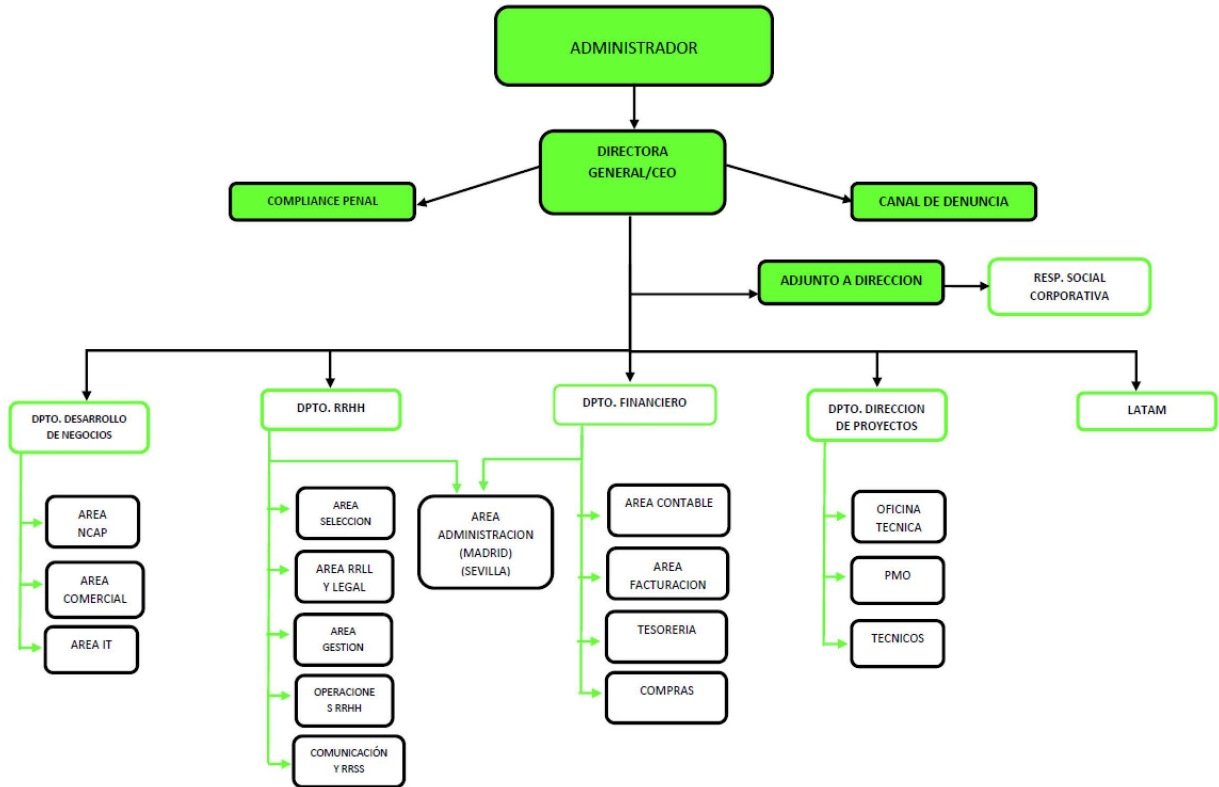 ADMINISTRADOR
DIRECTORA
GENERAL/CEO
COMPLIANCE PENAL
CANAL DE DENUNCIA
ADJUNTO A DIRECCION
RESP. SOCIAL
CORPORATIVA
DPTO. DESARROLLO
DE NEGOCIOS
DPTO. RRHH
DPTO. FINANCIERO
DPTO. DIRECCION
DE PROYECTOS
LATAM
AREA
NCAP
AREA
COMERCIAL
AREA IT
AREA
SELECCION
AREA RRLL
Y LEGAL
AREA
GESTION
OPERACIONE
S RRHH
COMUNICACIÓN
Y RRSS
AREA
ADMINISTRACION
(MADRID)
(SEVILLA)
AREA CONTABLE
AREA
FACTURACION
TESORERIA
COMPRAS
OFICINA
TECNICA
PMO
TECNICOS